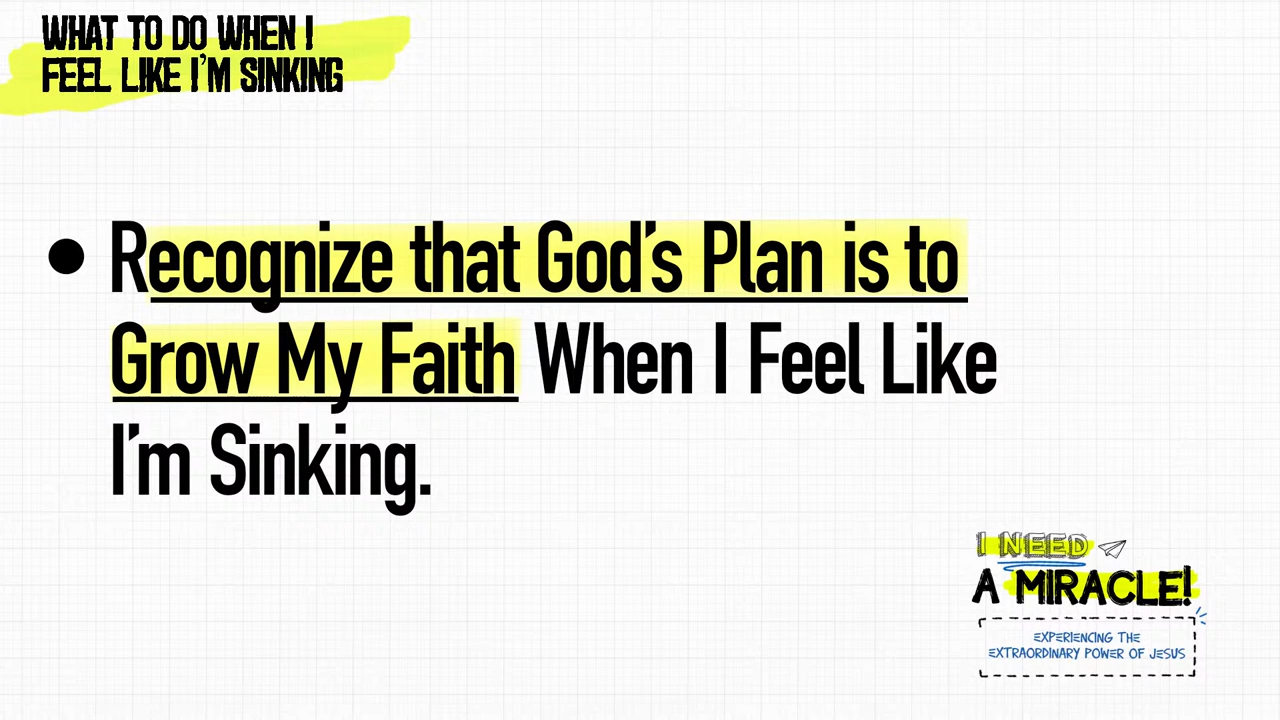 WHAT TO DO WHEN I
FEEL LIKE I'M SINKING
• Recognize that God's Plan is to
Grow My Faith When I Feel Like
I'm Sinking.
I NEED
A MIRACLE!
EXPERIENCING THE
EXTRAORDINARY POWER OF JESUS